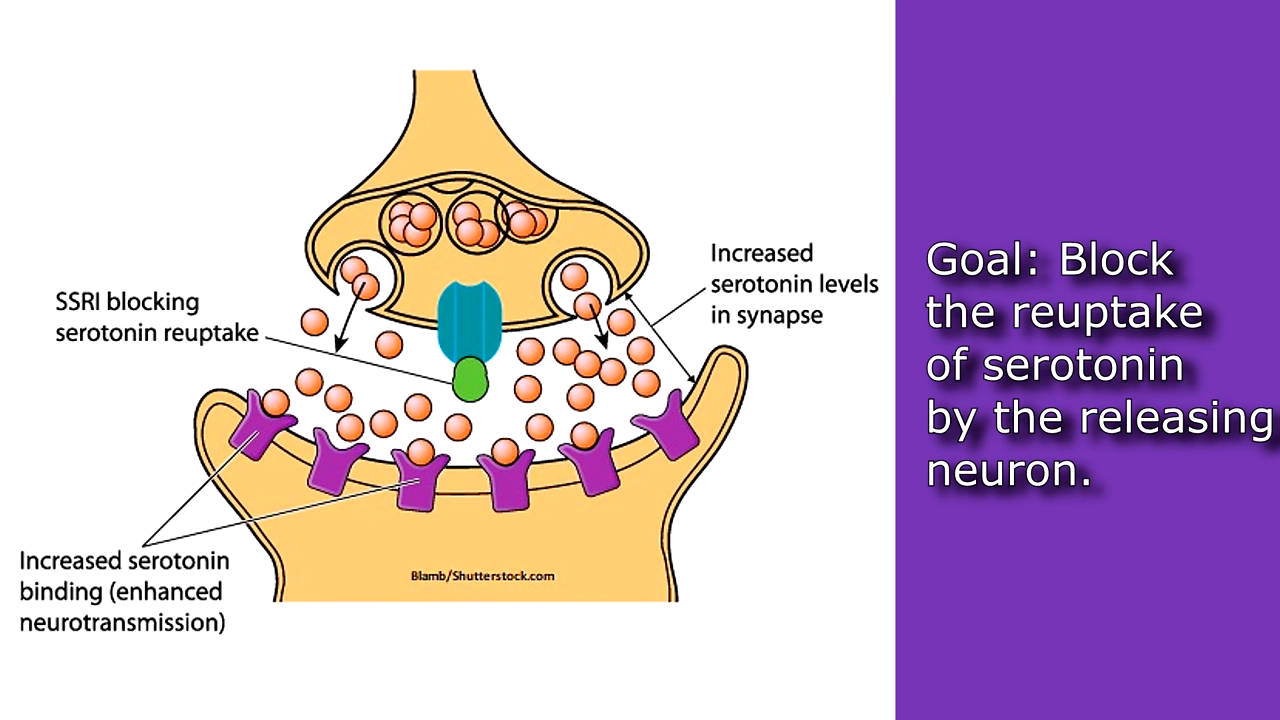 SSRI blocking
serotonin reuptake
Increased
serotonin levels
in synapse
Increased serotonin
binding (enhanced
neurotransmission)
Blamb/Shutterstock.com
Goal: Block
the reuptake
of serotonin
by the releasing
neuron.